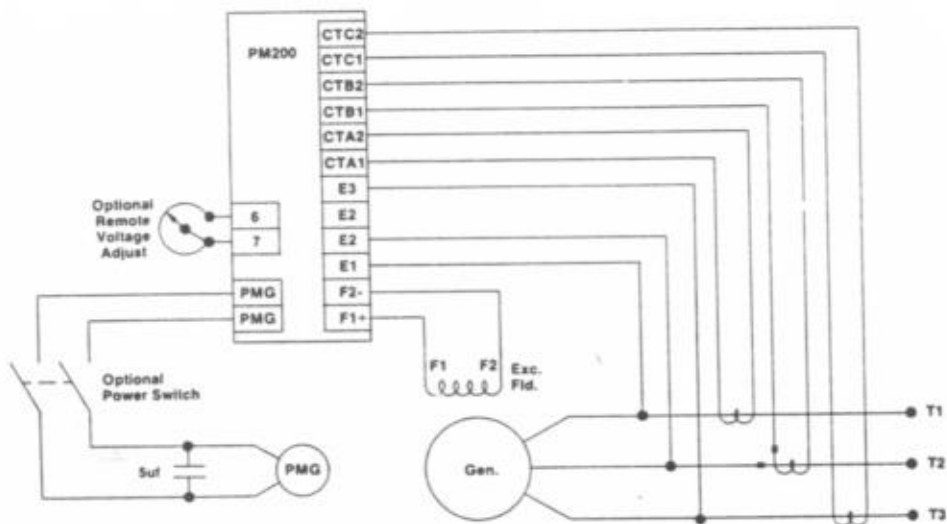 PM200
CTC2
CTC1
CTB2
CTB1
CTA2
CTA1
E3
E2
E2
E1
F2-
F1+
6
7
PMG
PMG
Optional
Remote
Voltage
Adjust
Optional
Power Switch
5uf
PMG
F1 F2
Exc.
Fld.
Gen.
T1
T2
T3